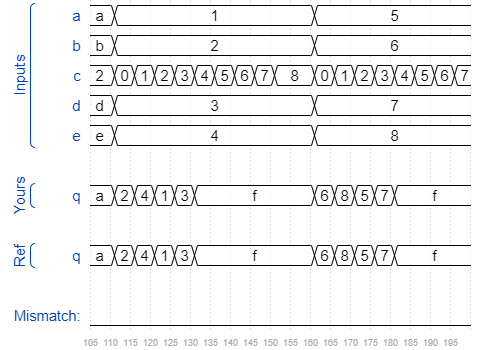 Inputs
a a 1 5
b b 2 6
c 2 0 1 2 3 4 5 6 7 8 0 1 2 3 4 5 6 7
d d 3 7
e e 4 8
Yours
q a 2 4 1 3 f 6 8 5 7 f
Ref
q a 2 4 1 3 f 6 8 5 7 f
Mismatch:
105 110 115 120 125 130 135 140 145 150 155 160 165 170 175 180 185 190 195